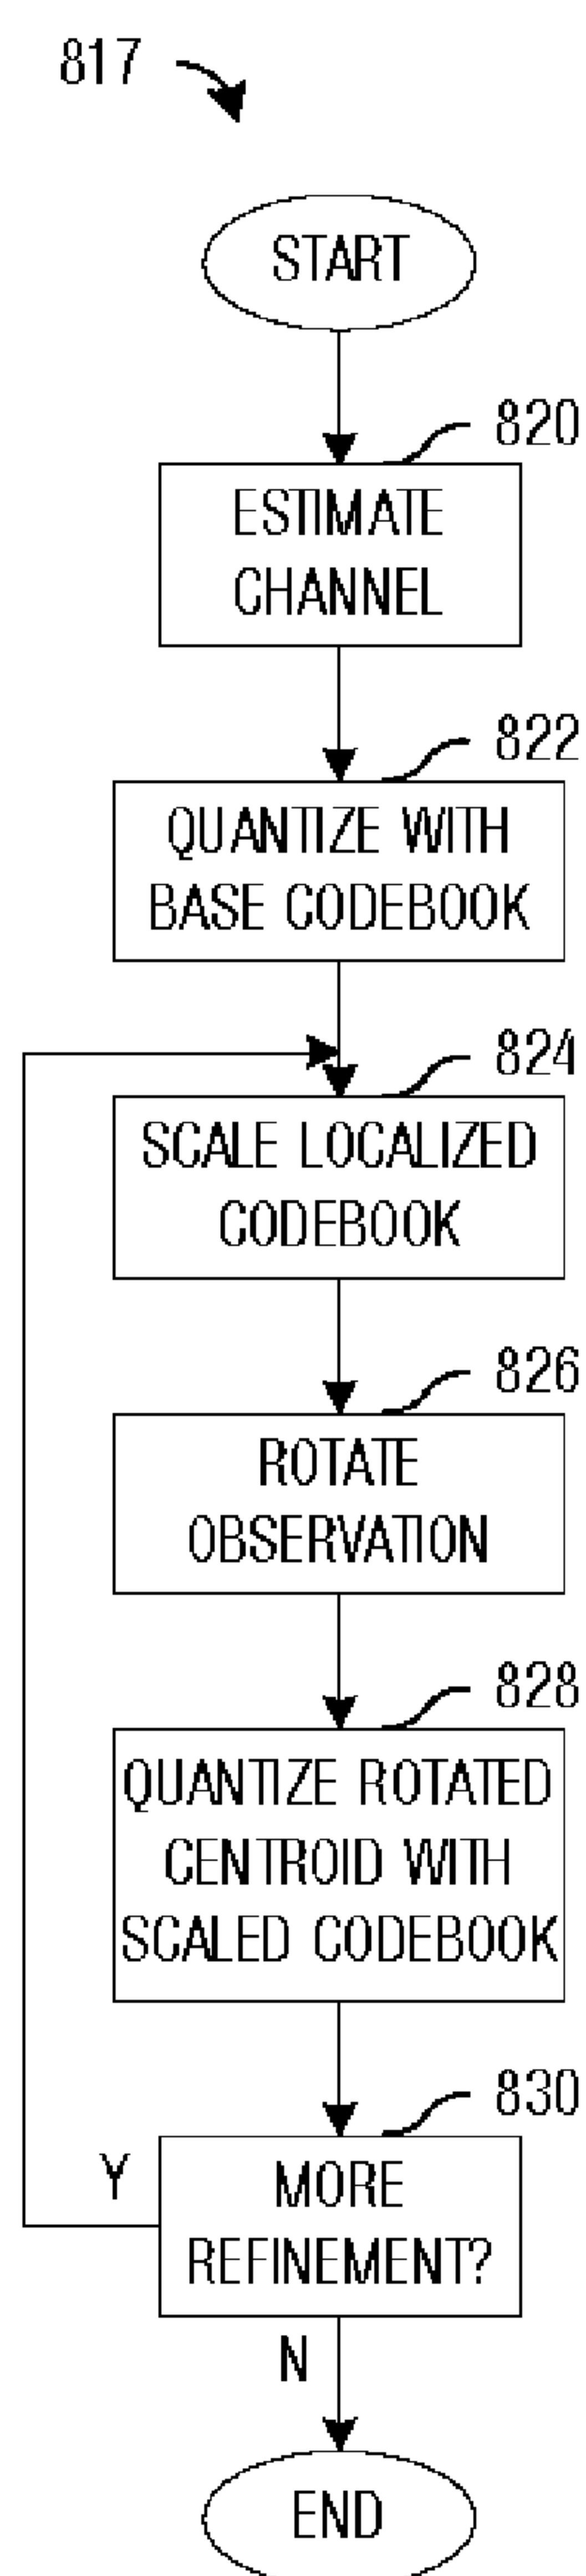 817
START
820
ESTIMATE
CHANNEL
822
QUANTIZE WITH
BASE CODEBOOK
824
SCALE LOCALIZED
CODEBOOK
826
ROTATE
OBSERVATION
828
QUANTIZE ROTATED
CENTROID WITH
SCALED CODEBOOK
830
Y
MORE
REFINEMENT?
N
END